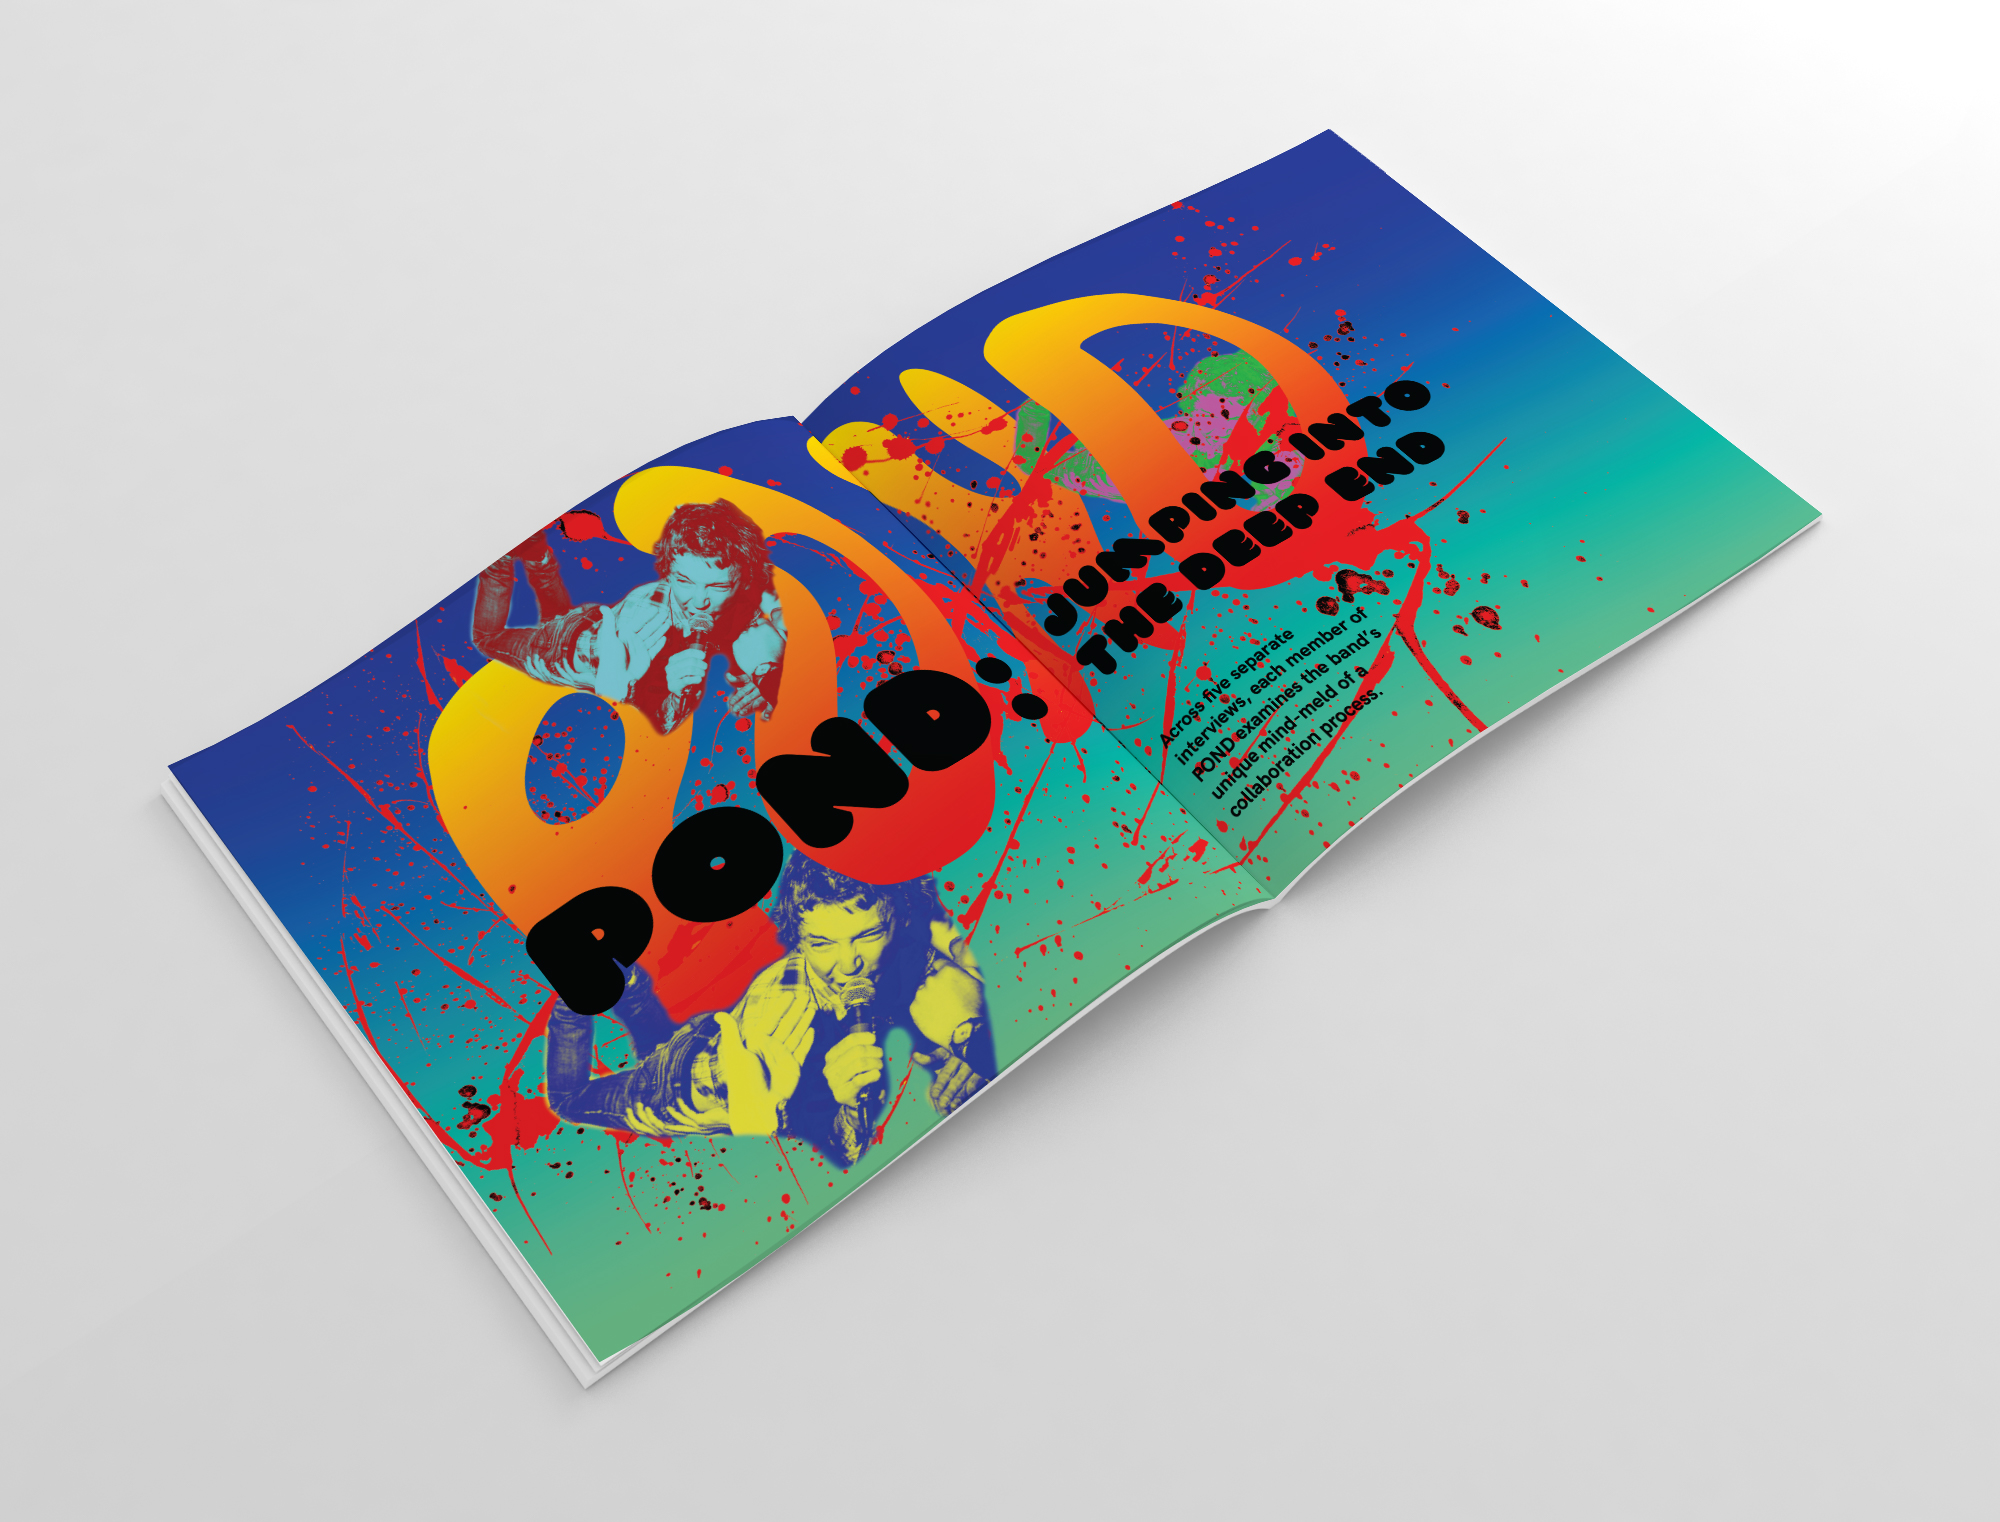 POND:
JUMPING INTO
THE DEEP END
Across five separate
interviews, each member of
POND examines the band's
unique mind-meld of a
collaboration process.